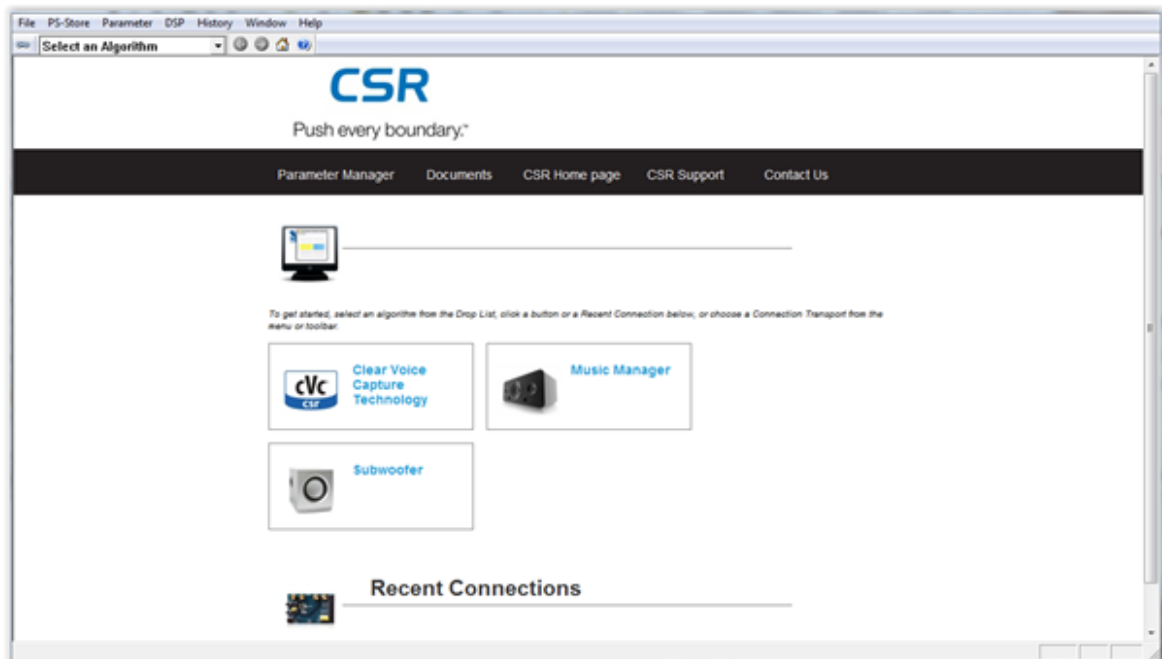 File PS-Store Parameter DSP History Window Help
Select an Algorithm
CSR
Push every boundary.™
Parameter Manager Documents CSR Home page CSR Support Contact Us
To get started, select an algorithm from the Drop List, click a button or a Recent Connection below, or choose a Connection Transport from the
menu or toolbar.
cVc
csr
Clear Voice
Capture
Technology
Music Manager
Subwoofer
Recent Connections